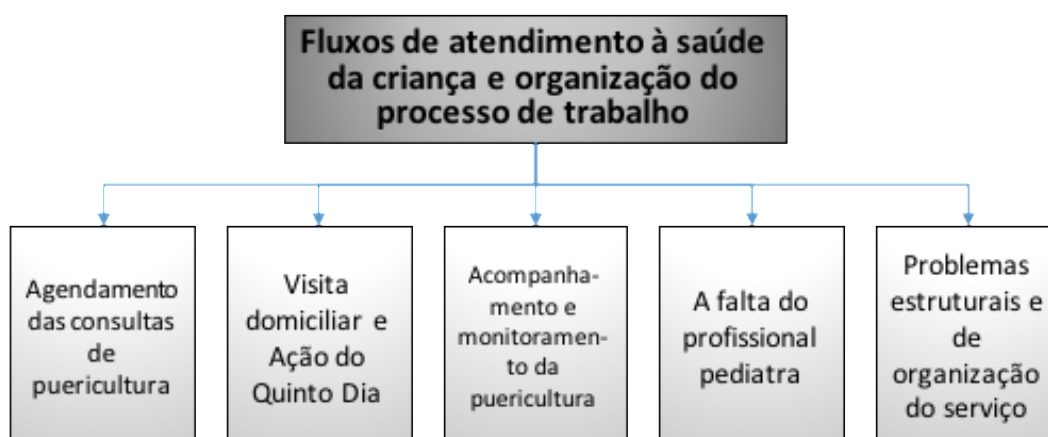 Fluxos de atendimento à saúde
da criança e organização do
processo de trabalho
Agendamento
das consultas
de
puericultura
Visita
domiciliar e
Ação do
Quinto Dia
Acompanha-
mento e
monitoramen-
to da
puericultura
A falta do
profissional
pediatra
Problemas
estruturais e
de
organização
do serviço